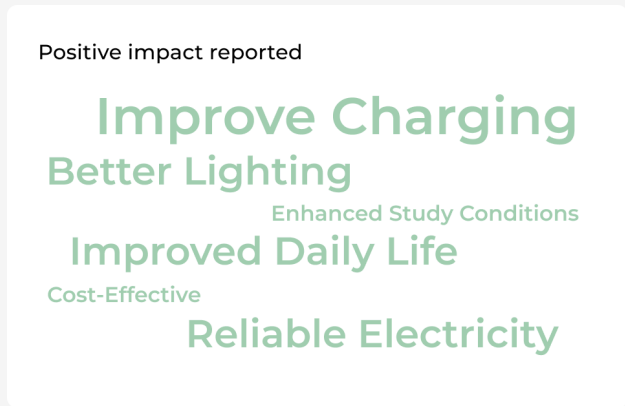 Positive impact reported
Improve Charging
Better Lighting
Enhanced Study Conditions
Improved Daily Life
Cost-Effective
Reliable Electricity